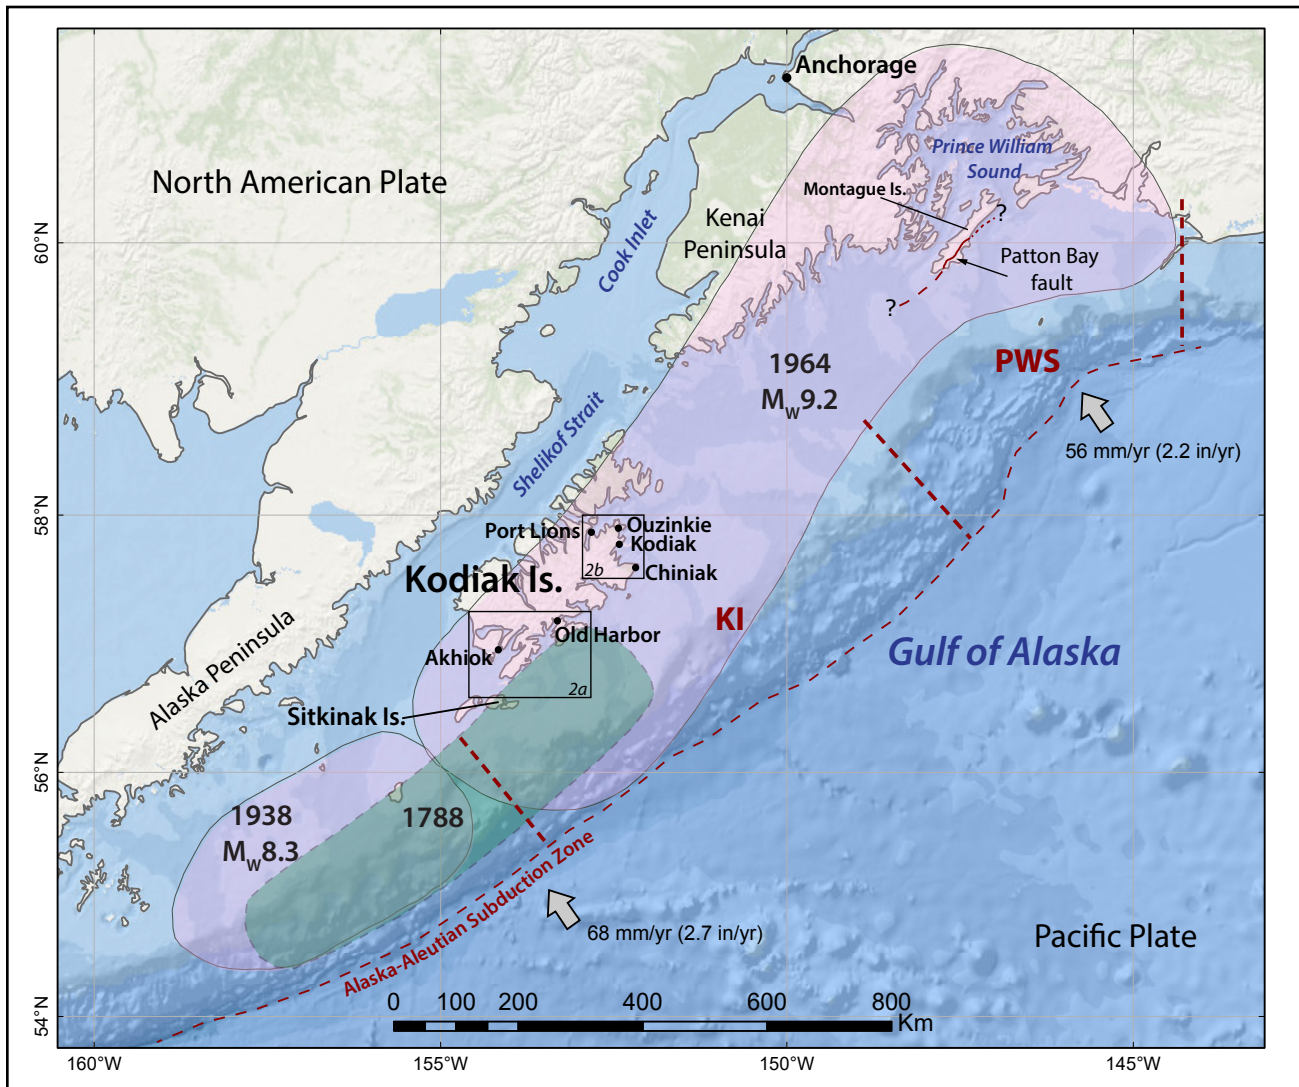 Anchorage
North American Plate
Prince William
Sound
Montague Is.
?
Kenai
Peninsula
Cook Inlet
60°N
Patton Bay
fault
?
1964
Mw9.2
PWS
56 mm/yr (2.2 in/yr)
Shelikof Strait
58°N
Port Lions
Ouzinkie
Kodiak
2b
Chiniak
Kodiak Is.
KI
Old Harbor
Akhiok
2a
Gulf of Alaska
Alaska Peninsula
Sitkinak Is.
56°N
1938
Mw8.3
1788
Alaska-Aleutian Subduction Zone
68 mm/yr (2.7 in/yr)
Pacific Plate
54°N
0 100 200 400 600 800
Km
160°W 155°W 150°W 145°W